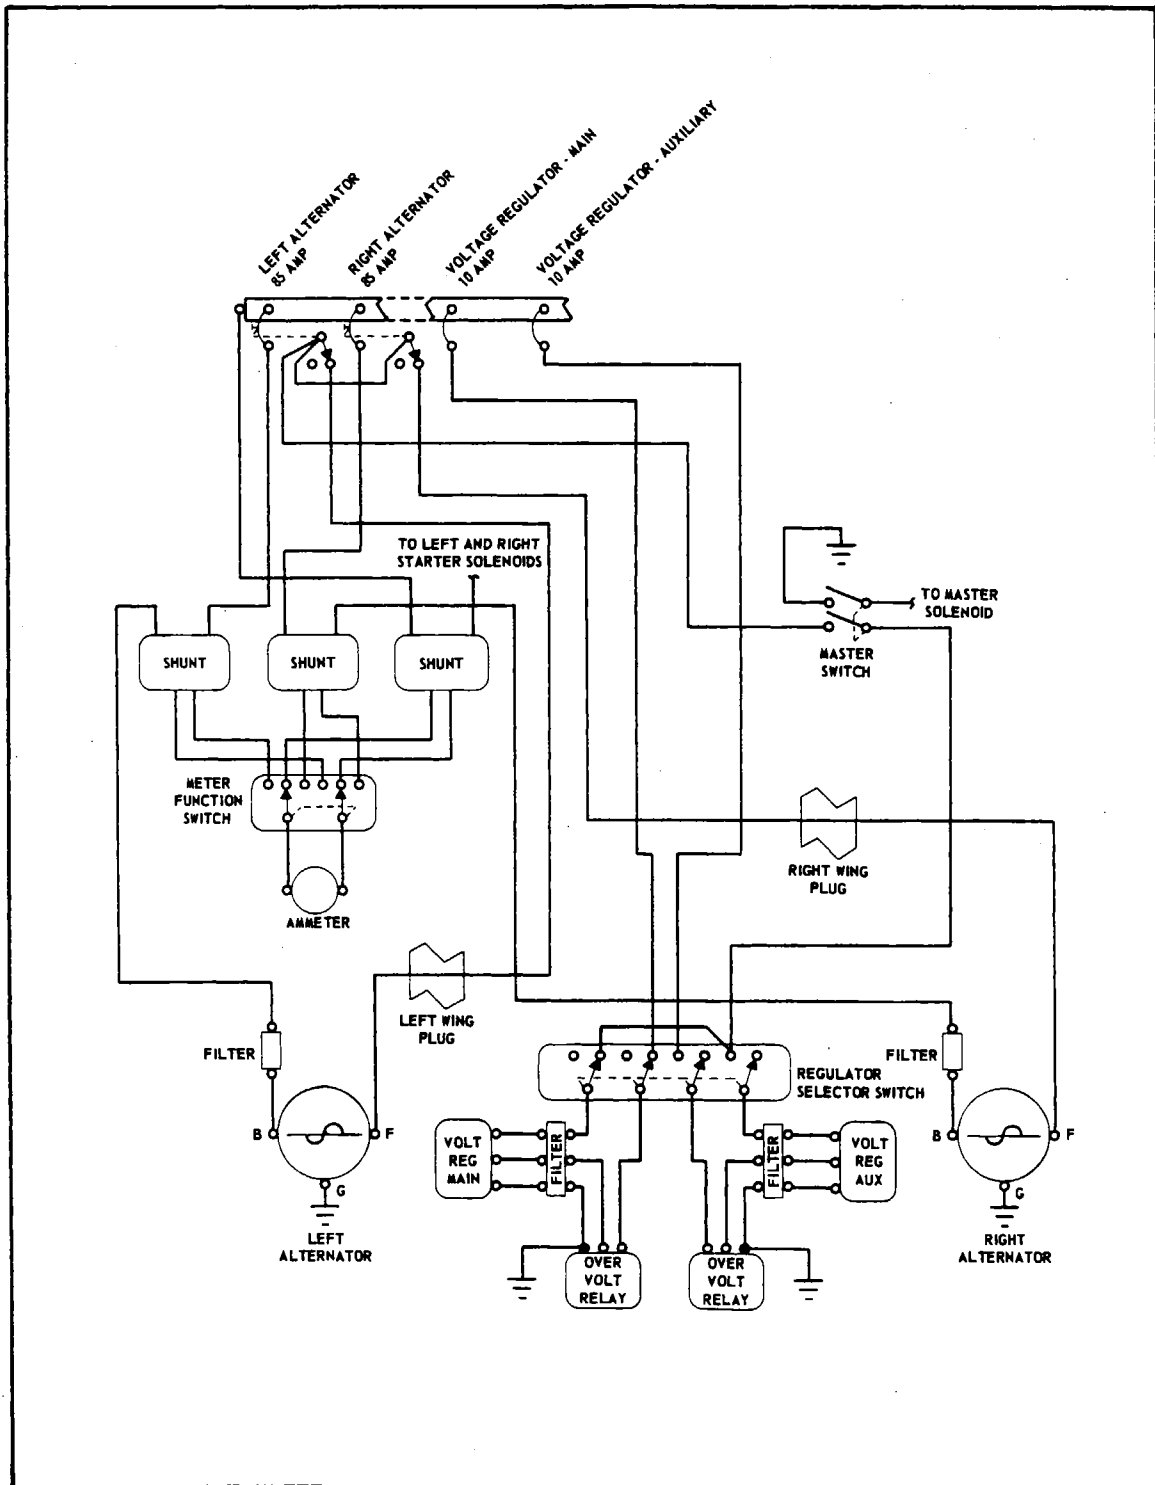 LEFT ALTERNATOR
85 AMP
RIGHT ALTERNATOR
85 AMP
VOLTAGE REGULATOR - MAIN
10 AMP
VOLTAGE REGULATOR - AUXILIARY
10 AMP
TO LEFT AND RIGHT
STARTER SOLENOIDS
TO MASTER
SOLENOID
MASTER
SWITCH
SHUNT
SHUNT
SHUNT
METER
FUNCTION
SWITCH
AMMETER
RIGHT WING
PLUG
LEFT WING
PLUG
FILTER
FILTER
REGULATOR
SELECTOR SWITCH
B
F
G
LEFT
ALTERNATOR
VOLT
REG
MAIN
FILTER
FILTER
VOLT
REG
AUX
B
F
G
RIGHT
ALTERNATOR
OVER
VOLT
RELAY
OVER
VOLT
RELAY